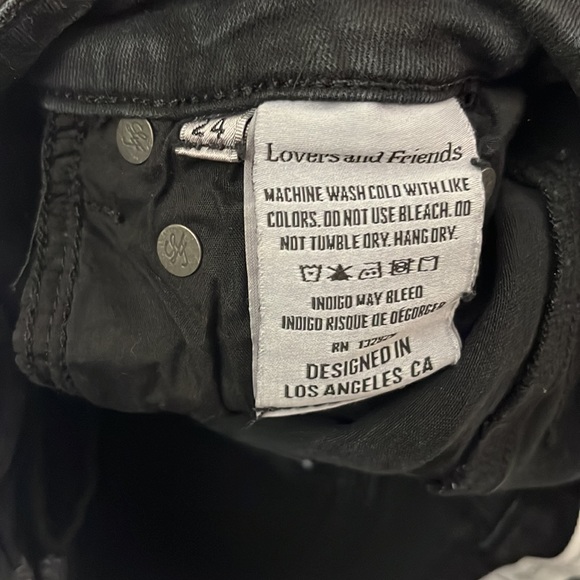 24
Lovers and Friends
MACHINE WASH COLD WITH LIKE
COLORS. DO NOT USE BLEACH. DO
NOT TUMBLE DRY. HANG DRY.
INDIGO MAY BLEED
INDIGO RISQUE DE DÉGORGER
RN
DESIGNED IN
LOS ANGELES, CA